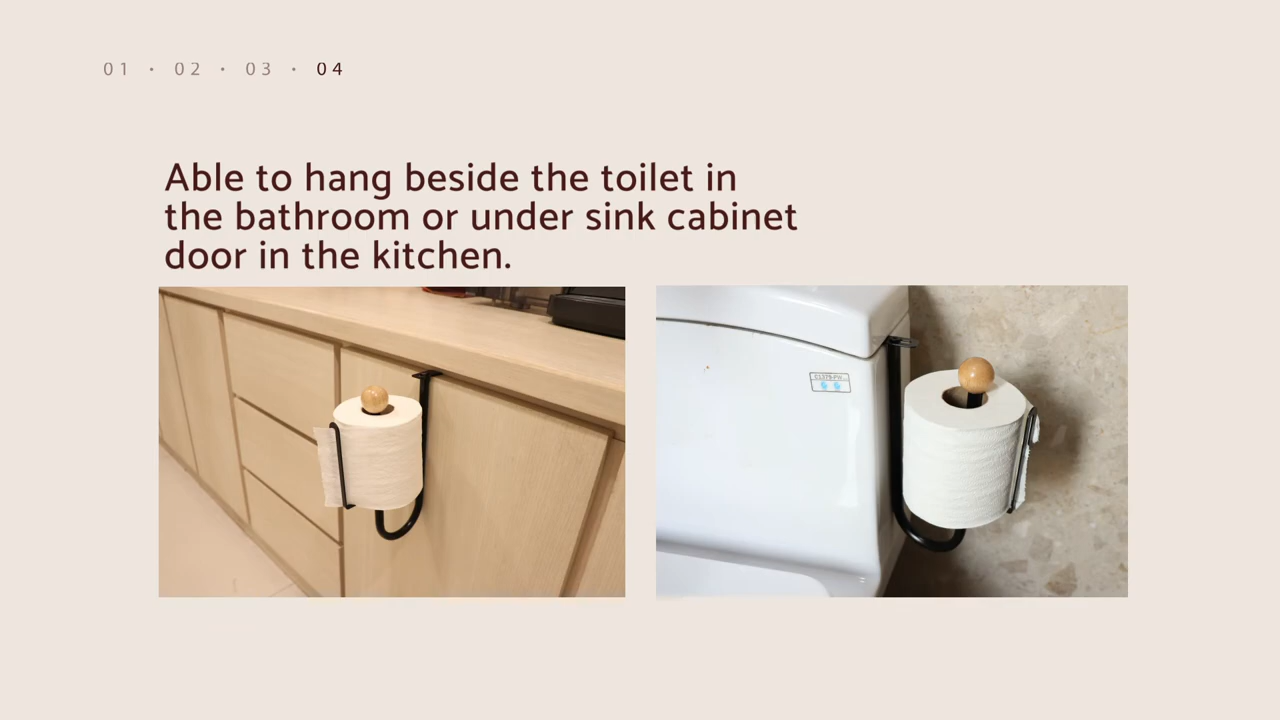 01 · 02 · 03 · 04
Able to hang beside the toilet in
the bathroom or under sink cabinet
door in the kitchen.